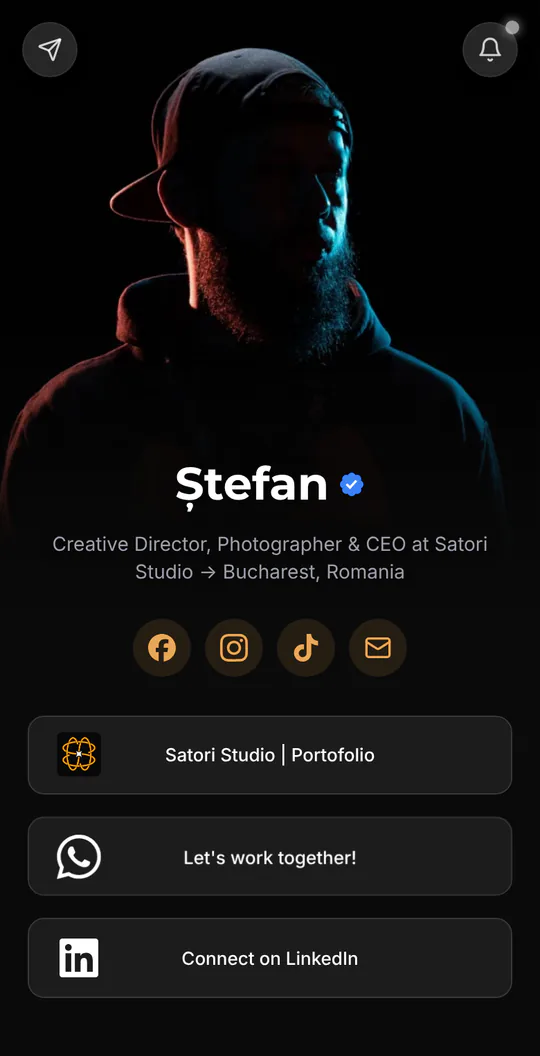 Ștefan
Creative Director, Photographer & CEO at Satori
Studio → Bucharest, Romania
Satori Studio | Portofolio
Let's work together!
in
Connect on LinkedIn